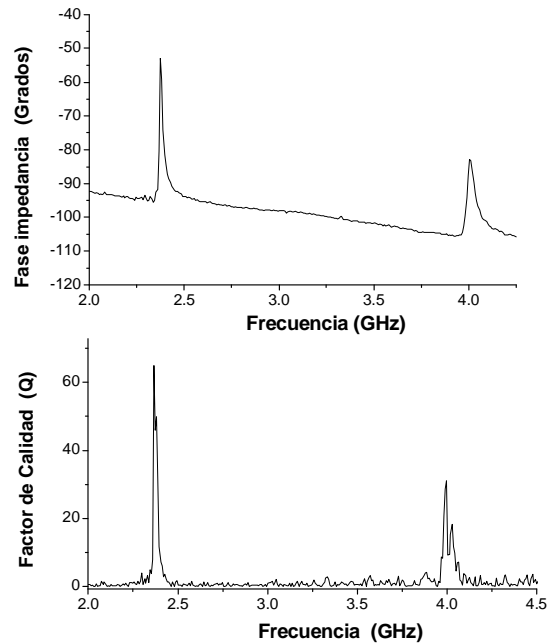 Fase impedancia (Grados)
-40
-50
-60
-70
-80
-90
-100
-110
-120
2.0 2.5 3.0 3.5 4.0
Frecuencia (GHz)
Factor de Calidad (Q)
60
40
20
0
2.0 2.5 3.0 3.5 4.0 4.5
Frecuencia (GHz)